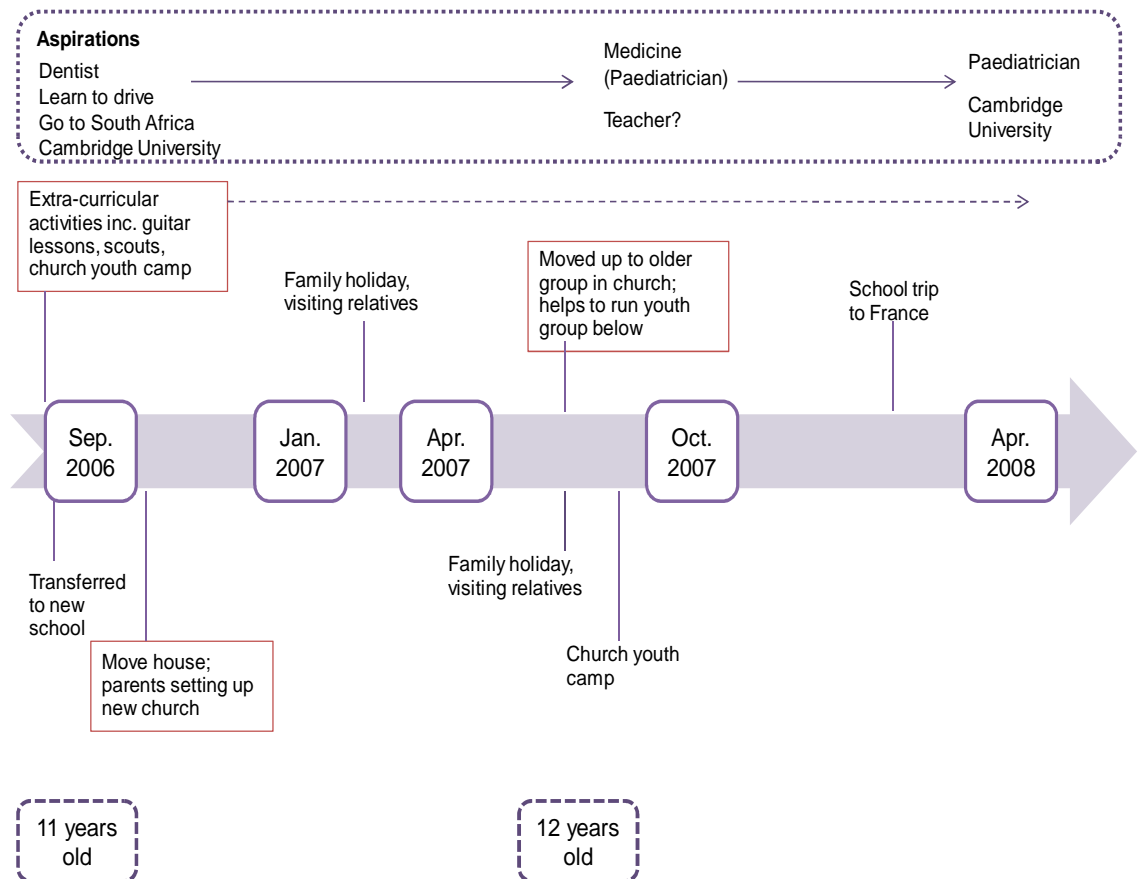 Aspirations
Dentist
Learn to drive
Go to South Africa
Cambridge University
Medicine
(Paediatrician)
Teacher?
Paediatrician
Cambridge
University
Extra-curricular
activities inc. guitar
lessons, scouts,
church youth camp
Family holiday,
visiting relatives
Moved up to older
group in church;
helps to run youth
group below
School trip
to France
Sep.
2006
Jan.
2007
Apr.
2007
Oct.
2007
Apr.
2008
Transferred
to new
school
Move house;
parents setting up
new church
Family holiday,
visiting relatives
Church youth
camp
11 years
old
12 years
old